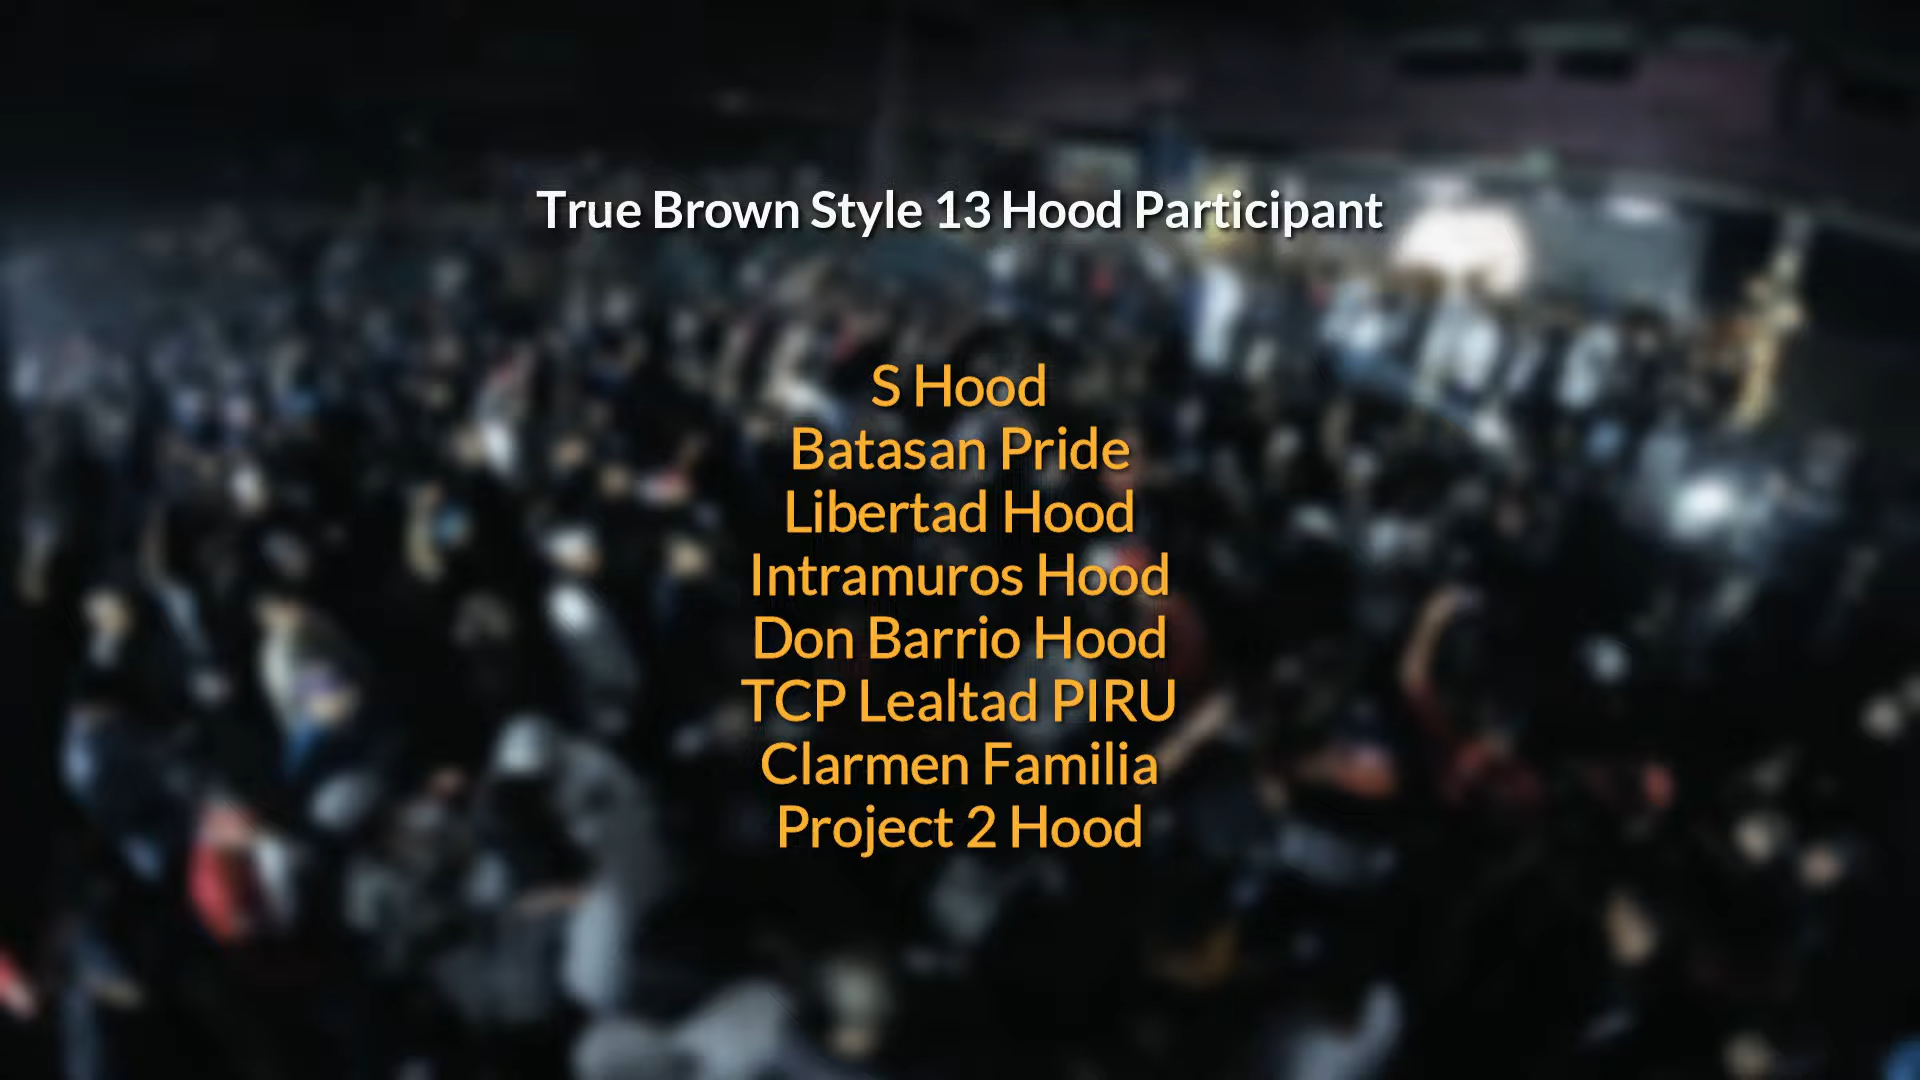 True Brown Style 13 Hood Participant
S Hood
Batasan Pride
Libertad Hood
Intramuros Hood
Don Barrio Hood
TCP Lealtad PIRU
Clarmen Familia
Project 2 Hood